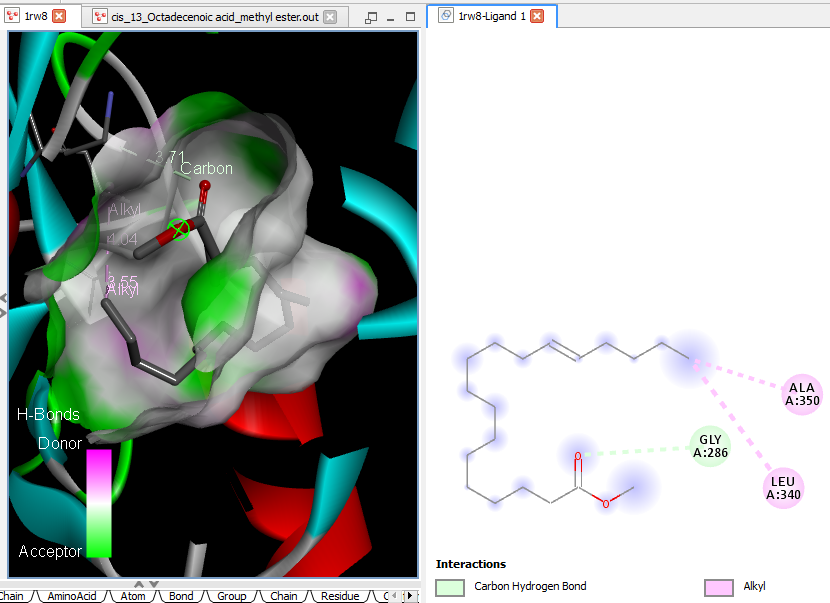 1rw8
cis_13_Octadecenoic acid_methyl ester.out
1rw8-Ligand 1
3.71
Carbon
Alkyl
4.04
3.55
Alkyl
H-Bonds
Donor
Acceptor
O
O
ALA
A:350
GLY
A:286
LEU
A:340
Interactions
Carbon Hydrogen Bond
Alkyl
Chain
AminoAcid
Atom
Bond
Group
Chain
Residue